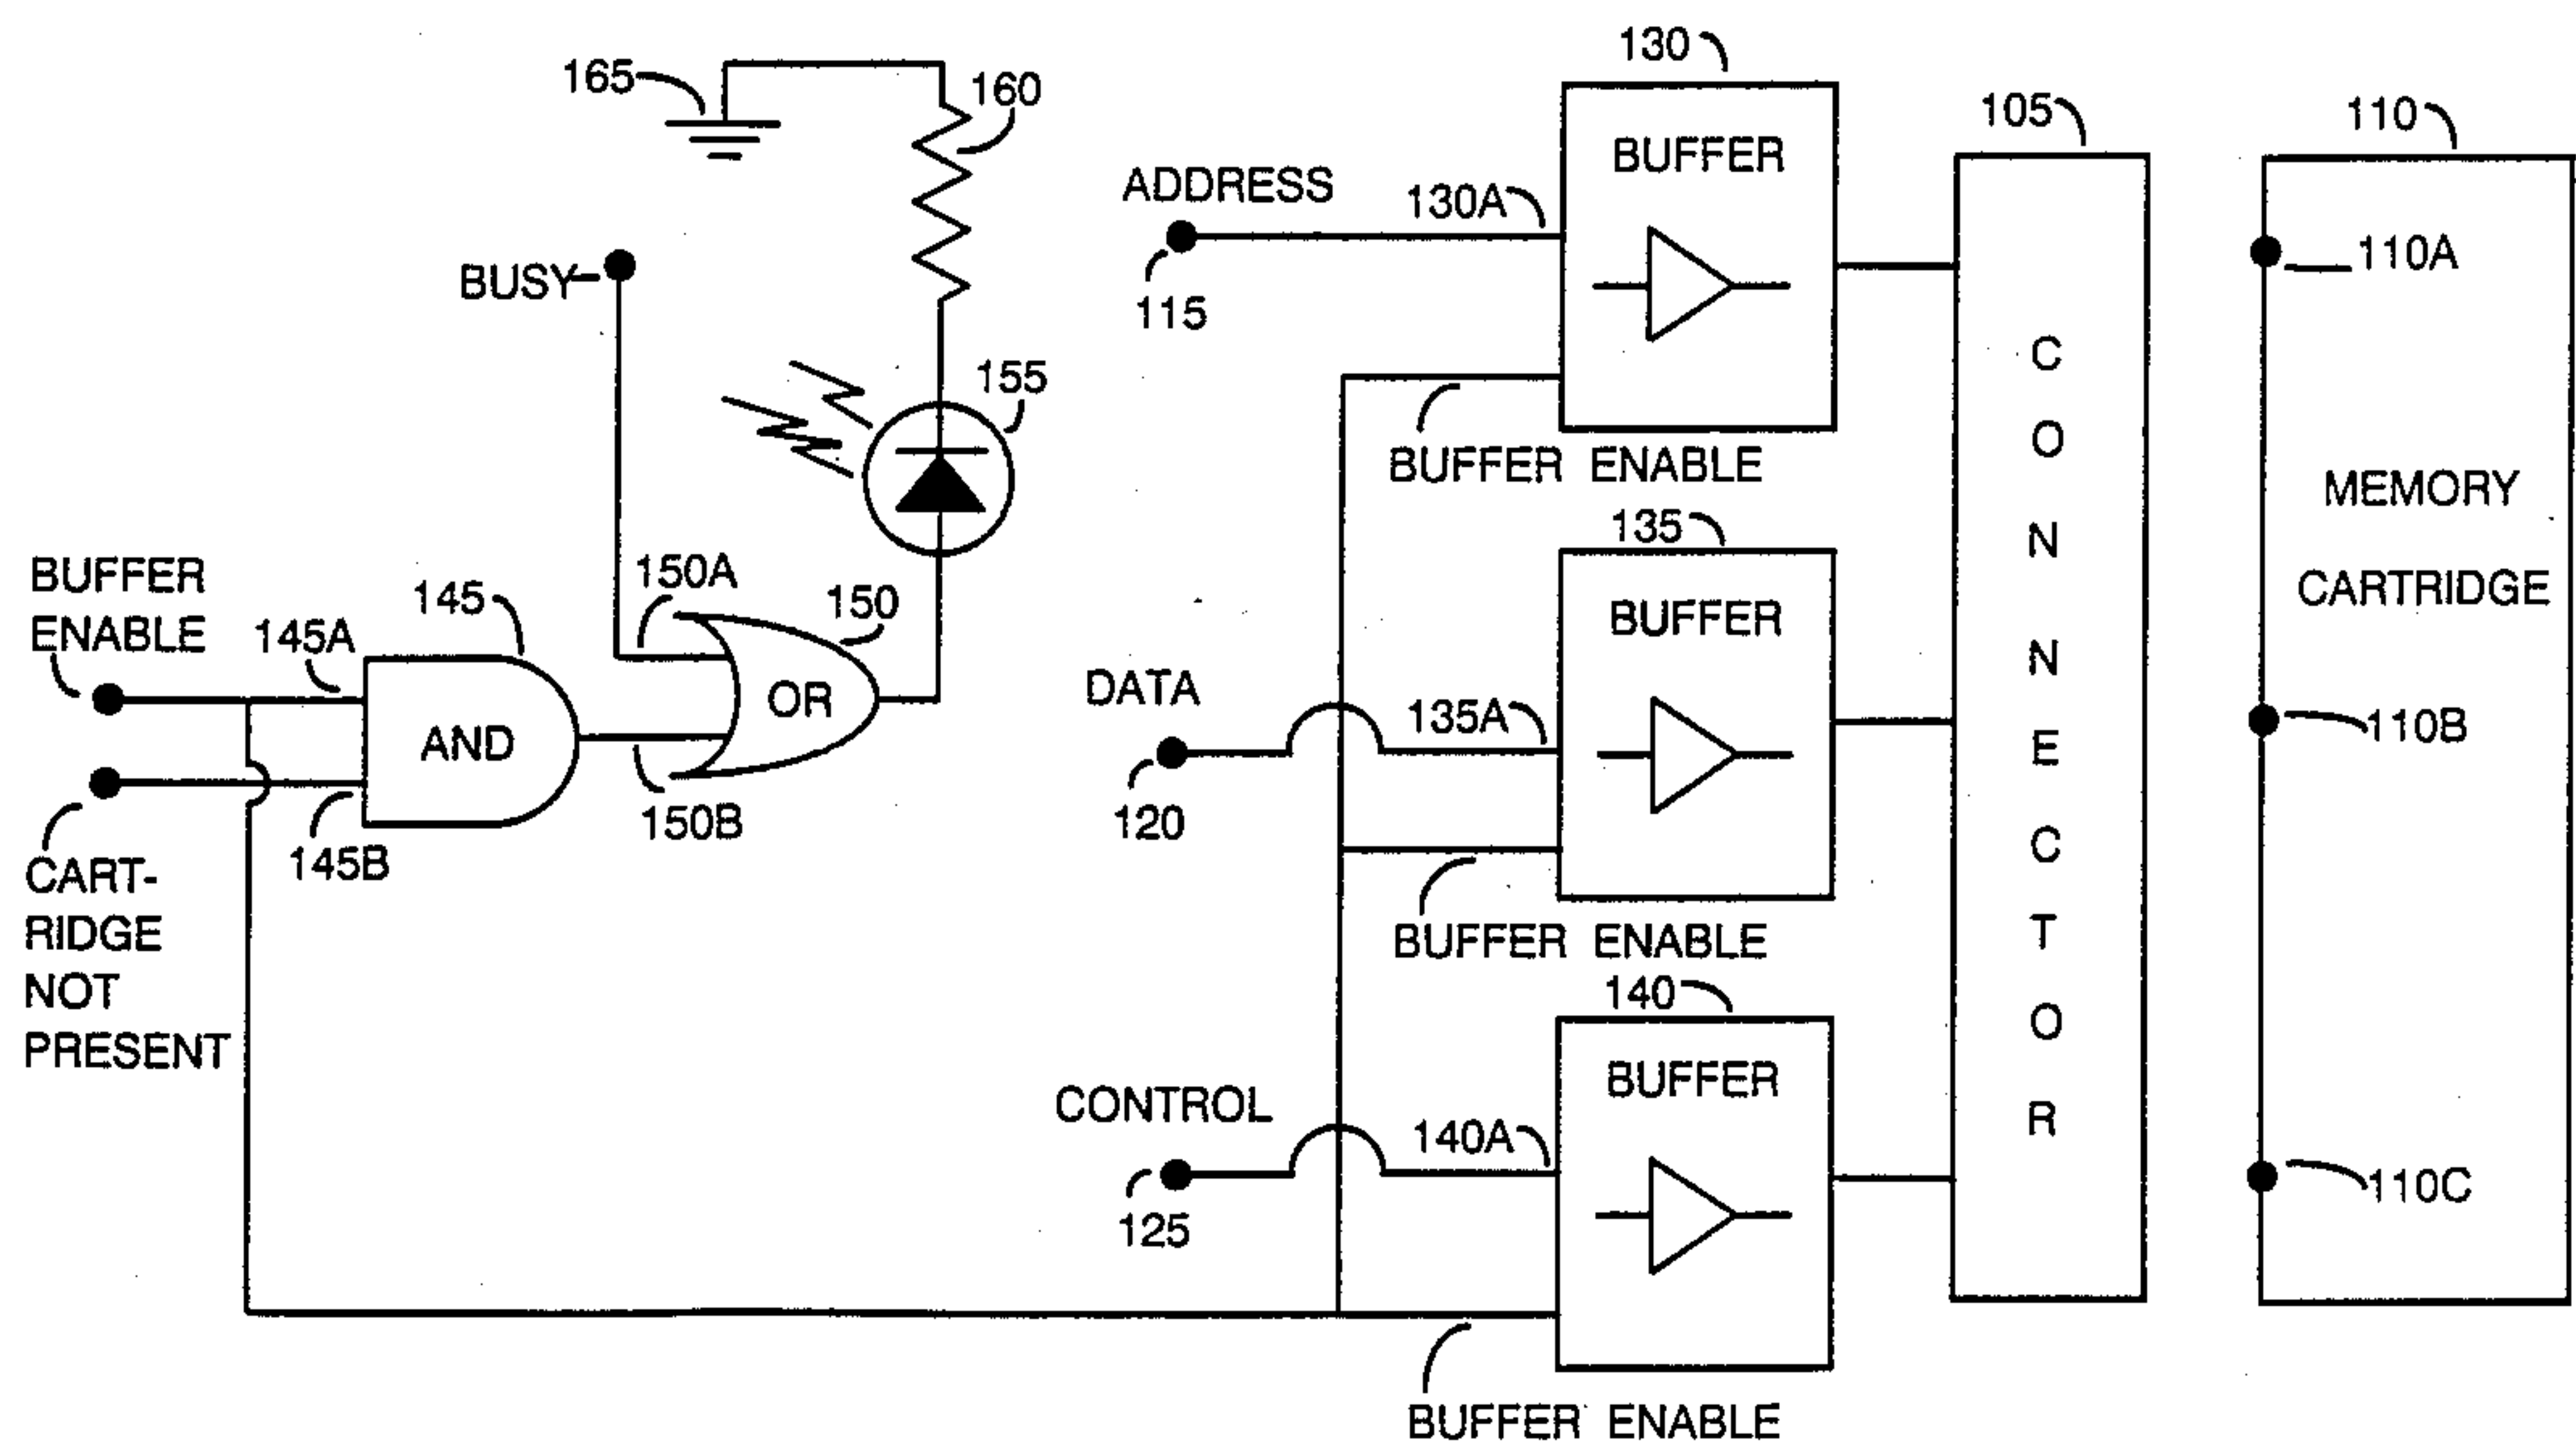 130
165
160
105
110
BUFFER
ADDRESS
130A
110A
BUSY
115
C
155
O
BUFFER ENABLE
MEMORY
135
N
BUFFER
ENABLE
150A
145
150
BUFFER
CARTRIDGE
145A
N
DATA
OR
135A
110B
AND
E
120
150B
145B
C
CART-
RIDGE
NOT
PRESENT
BUFFER ENABLE
T
140
O
BUFFER
CONTROL
140A
R
110C
125
BUFFER ENABLE